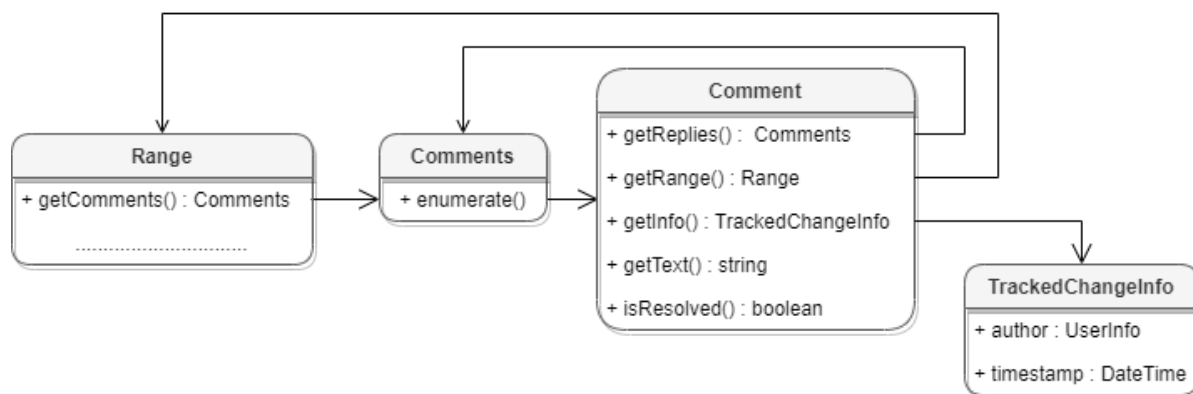 Range
+ getComments() : Comments
................................
Comments
+ enumerate()
Comment
+ getReplies() :  Comments
+ getRange() : Range
+ getInfo() : TrackedChangeInfo
+ getText() : string
+ isResolved() : boolean
TrackedChangeInfo
+ author : UserInfo
+ timestamp : DateTime